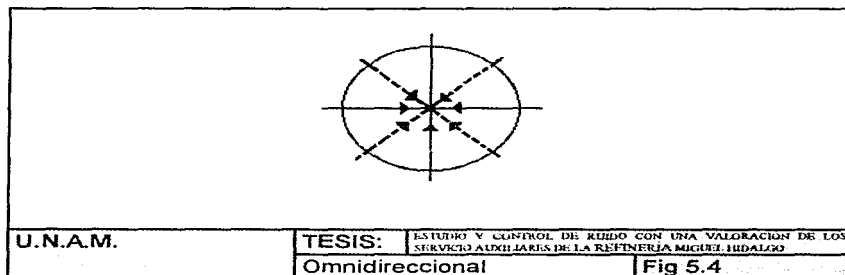 U.N.A.M.
TESIS:
ESTUDIO Y CONTROL DE RUIDO CON UNA VALORACION DE LOS
SERVICIO AUXILIARES DE LA REFINERÍA MIGUEL HIDALGO
Omnidireccional
Fig 5.4